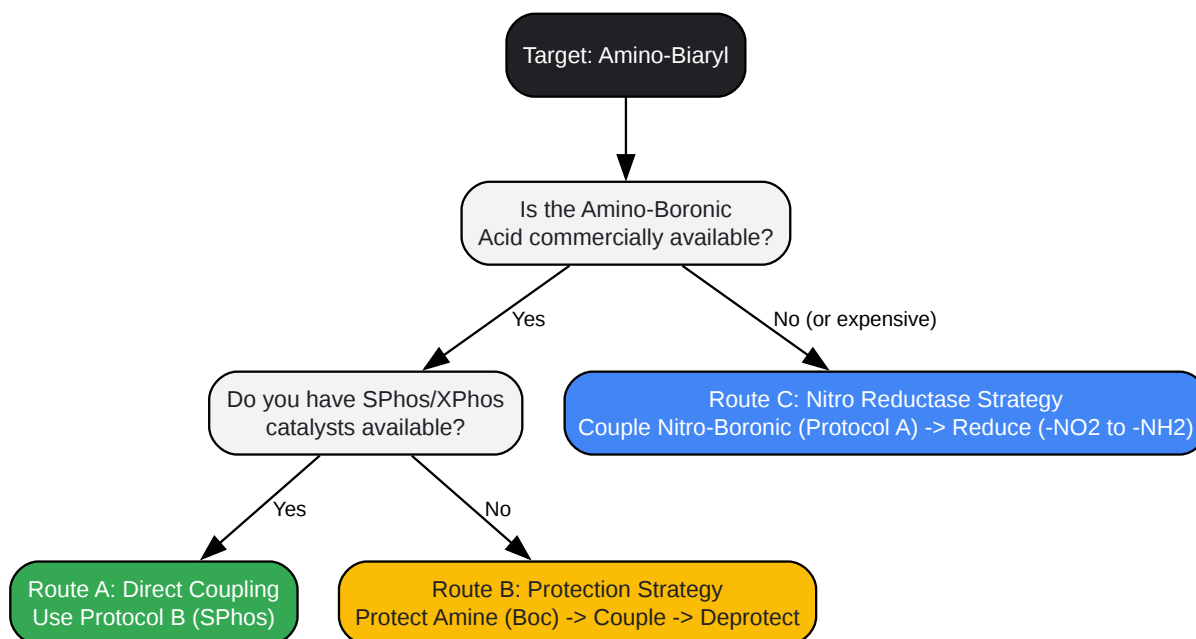 Target: Amino-Biaryl
Is the Amino-Boronic
Acid commercially available?
Yes
No (or expensive)
Do you have SPhos/XPhos
catalysts available?
Route C: Nitro Reductase Strategy
Couple Nitro-Boronic (Protocol A) -> Reduce (-NO2 to -NH2)
Yes
No
Route A: Direct Coupling
Use Protocol B (SPhos)
Route B: Protection Strategy
Protect Amine (Boc) -> Couple -> Deprotect